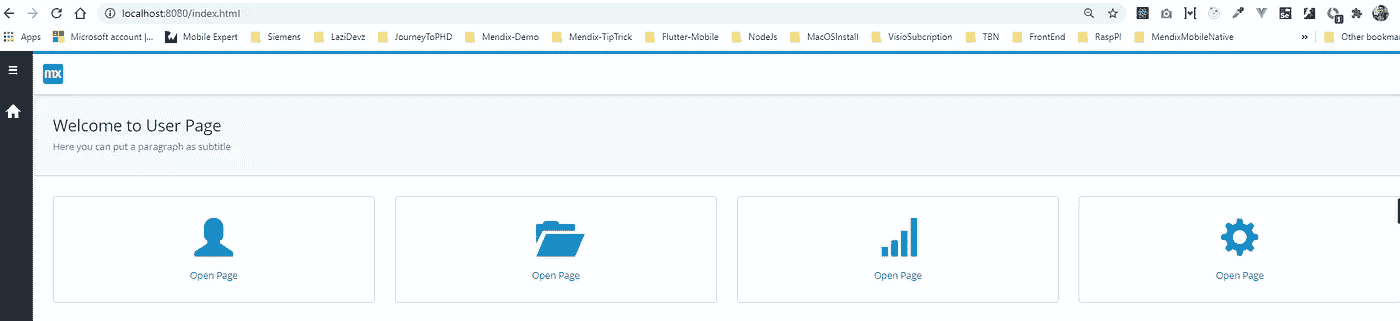 localhost:8080/index.html
Apps Microsoft account |... Mobile Expert Siemens LaziDevz JourneyToPHD Mendix-Demo Mendix-TipTrick Flutter-Mobile NodeJs MacOSInstall VisioSubcription TBN FrontEnd RaspPI MendixMobileNative » Other bookmar
mx
Welcome to User Page
Here you can put a paragraph as subtitle
Open Page Open Page Open Page Open Page